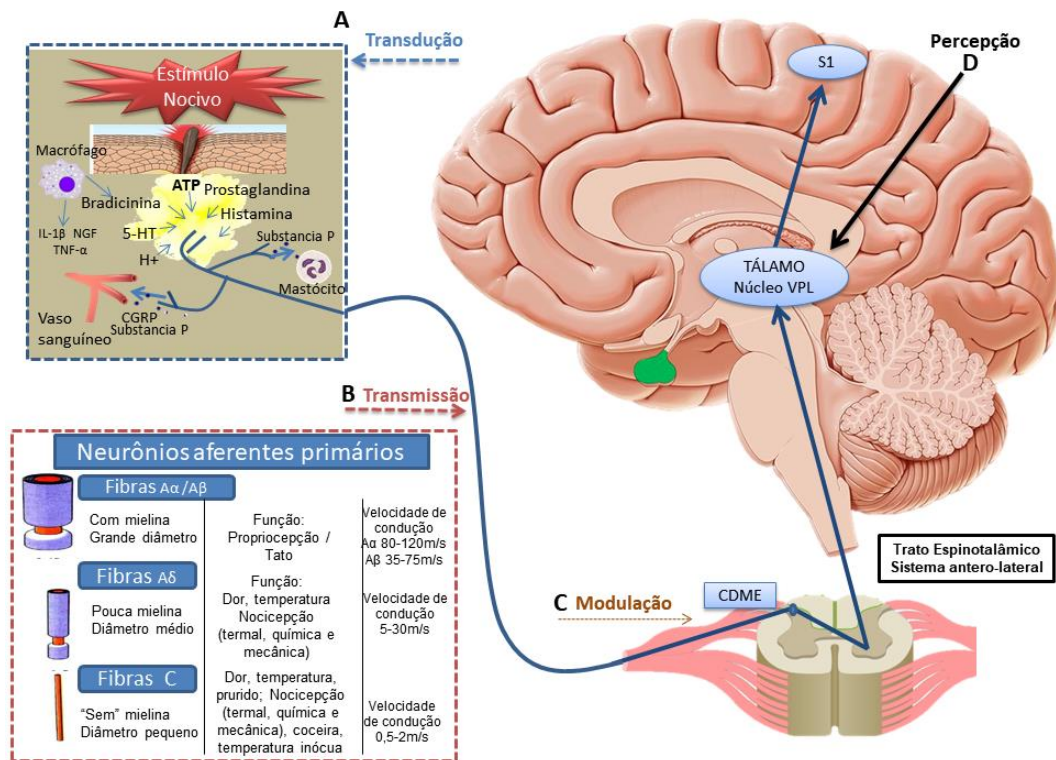 A
Transdução
Estímulo
Nocivo
Macrófago
ATP
Prostaglandina
Bradicinina
Histamina
IL-1β NGF
TNF-α
5-HT
H+
Substancia P
Mastócito
Vaso
sanguíneo
CGRP
Substancia P
S1
Percepção
D
TÁLAMO
Núcleo VPL
B Transmissão
Neurônios aferentes primários
Fibras Aα/Aβ
Com mielina
Grande diâmetro
Função:
Propriocepção /
Tato
Velocidade de
condução
Aα 80-120m/s
Aβ 35-75m/s
Fibras Aδ
Pouca mielina
Diâmetro médio
Função:
Dor, temperatura
Nocicepção
(termal, química e
mecânica)
Velocidade de
condução
5-30m/s
Fibras C
“Sem” mielina
Diâmetro pequeno
Dor, temperatura,
prurido; Nocicepção
(termal, química e
mecânica), coceira,
temperatura inócua
Velocidade
de condução
0,5-2m/s
Trato Espinotalâmico
Sistema antero-lateral
C Modulação
CDME